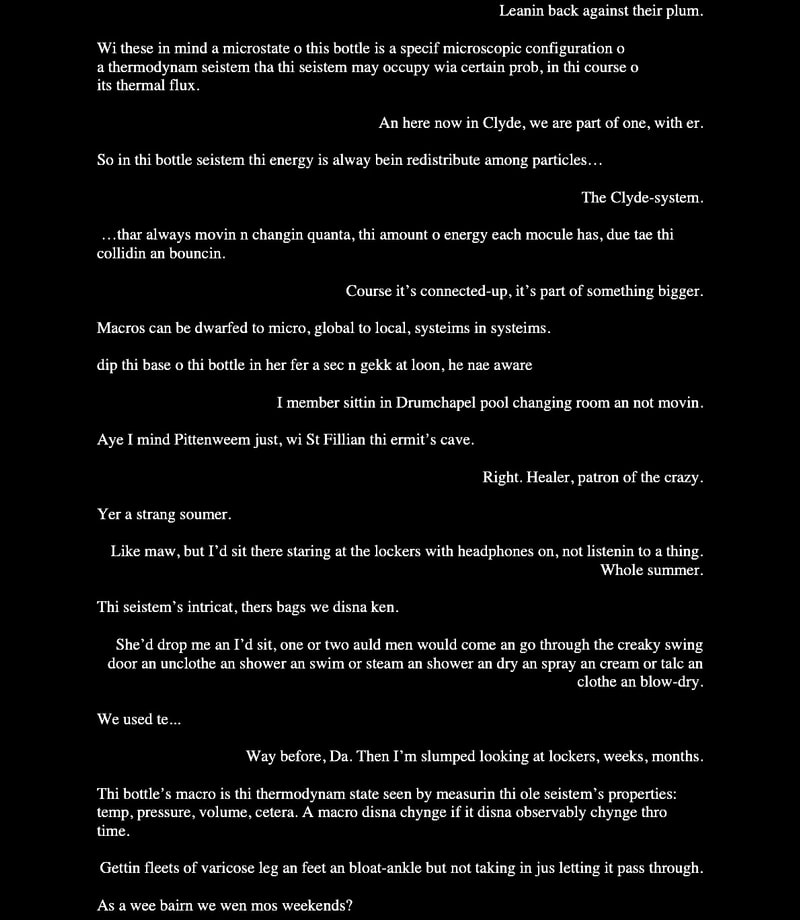 Leanin back against their plum.
Wi these in mind a microstate o this bottle is a specif microscopic configuration o
a thermodynam seistem tha thi seistem may occupy wia certain prob, in thi course o
its thermal flux.
An here now in Clyde, we are part of one, with er.
So in thi bottle seistem thi energy is alway bein redistribute among particles…
The Clyde-system.
…thar always movin n changin quanta, thi amount o energy each mocule has, due tae thi
collidin an bouncin.
Course it’s connected-up, it’s part of something bigger.
Macros can be dwarfed to micro, global to local, systeims in systeims.
dip thi base o thi bottle in her fer a sec n gekk at loon, he nae aware
I member sittin in Drumchapel pool changing room an not movin.
Aye I mind Pittenweem just, wi St Fillian thi ermit’s cave.
Right. Healer, patron of the crazy.
Yer a strang soumer.
Like maw, but I’d sit there staring at the lockers with headphones on, not listenin to a thing.
Whole summer.
Thi seistem’s intricat, thers bags we disna ken.
She’d drop me an I’d sit, one or two auld men would come an go through the creaky swing
door an unclothe an shower an swim or steam an shower an dry an spray an cream or talc an
clothe an blow-dry.
We used te...
Way before, Da. Then I’m slumped looking at lockers, weeks, months.
Thi bottle’s macro is thi thermodynam state seen by measurin thi ole seistem’s properties:
temp, pressure, volume, cetera. A macro disna chynge if it disna observably chynge thro
time.
Gettin fleets of varicose leg an feet an bloat-ankle but not taking in jus letting it pass through.
As a wee bairn we wen mos weekends?